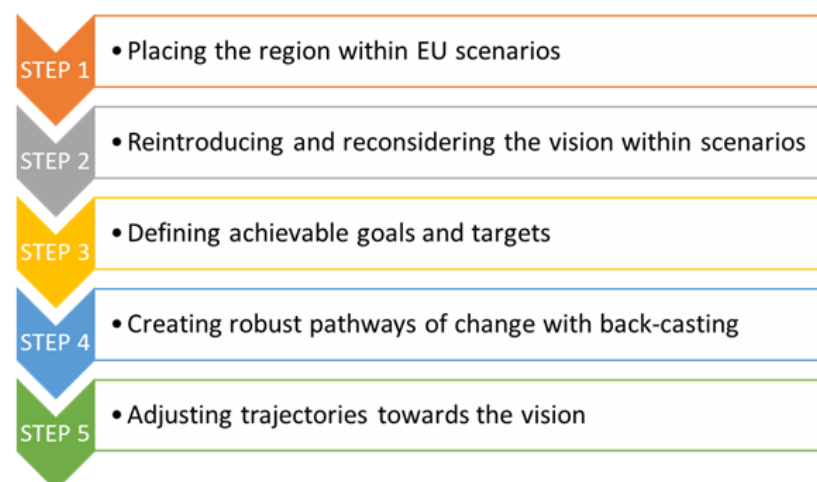 STEP 1
• Placing the region within EU scenarios
STEP 2
• Reintroducing and reconsidering the vision within scenarios
STEP 3
• Defining achievable goals and targets
STEP 4
• Creating robust pathways of change with back-casting
STEP 5
• Adjusting trajectories towards the vision